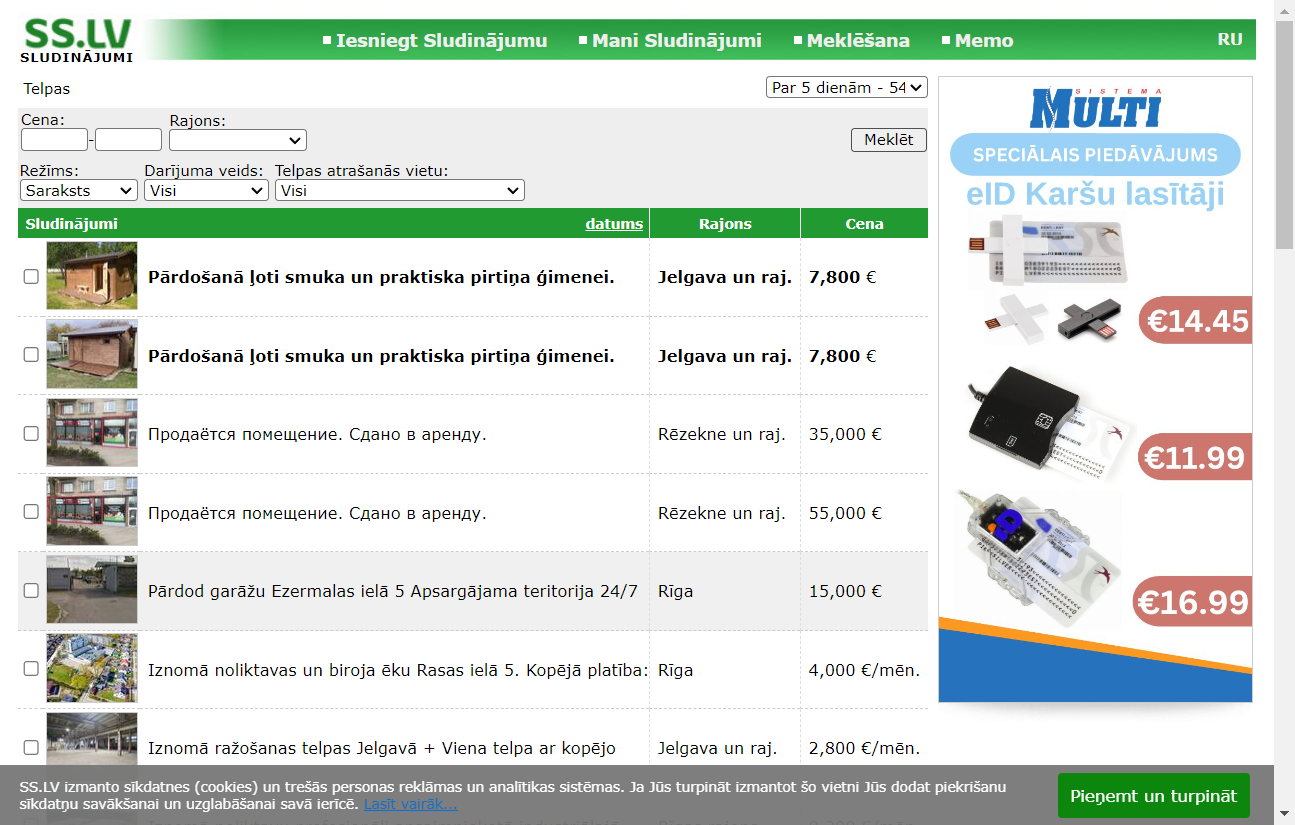 SS.LV
SLUDINĀJUMI
Iesniegt Sludinājumu
Mani Sludinājumi
Meklēšana
Memo
RU
Telpas
Par 5 dienām - 54
Cena:
Rajons:
-
Meklēt
Režīms:
Darījuma veids:
Telpas atrašanās vietu:
Saraksts
Visi
Visi
Sludinājumi
datums
Rajons
Cena
Pārdošanā ļoti smuka un praktiska pirtiņa ģimenei.
Jelgava un raj.
7,800 €
Pārdošanā ļoti smuka un praktiska pirtiņa ģimenei.
Jelgava un raj.
7,800 €
Продаётся помещение. Сдано в аренду.
Rēzekne un raj.
35,000 €
Продаётся помещение. Сдано в аренду.
Rēzekne un raj.
55,000 €
Pārdod garāžu Ezermalas ielā 5 Apsargājama teritorija 24/7
Rīga
15,000 €
Iznomā noliktavas un biroja ēku Rasas ielā 5. Kopējā platība:
Rīga
4,000 €/mēn.
Iznomā ražošanas telpas Jelgavā + Viena telpa ar kopējo
Jelgava un raj.
2,800 €/mēn.
SISTEMA
MULTI
SPECIĀLAIS PIEDĀVĀJUMS
eID Karšu lasītāji
€14.45
€11.99
€16.99
SS.LV izmanto sīkdatnes (cookies) un trešās personas reklāmas un analītikas sistēmas. Ja Jūs turpināt izmantot šo vietni Jūs dodat piekrišanu
sīkdatņu savākšanai un uzglabāšanai savā ierīcē. Lasīt vairāk...
Pieņemt un turpināt